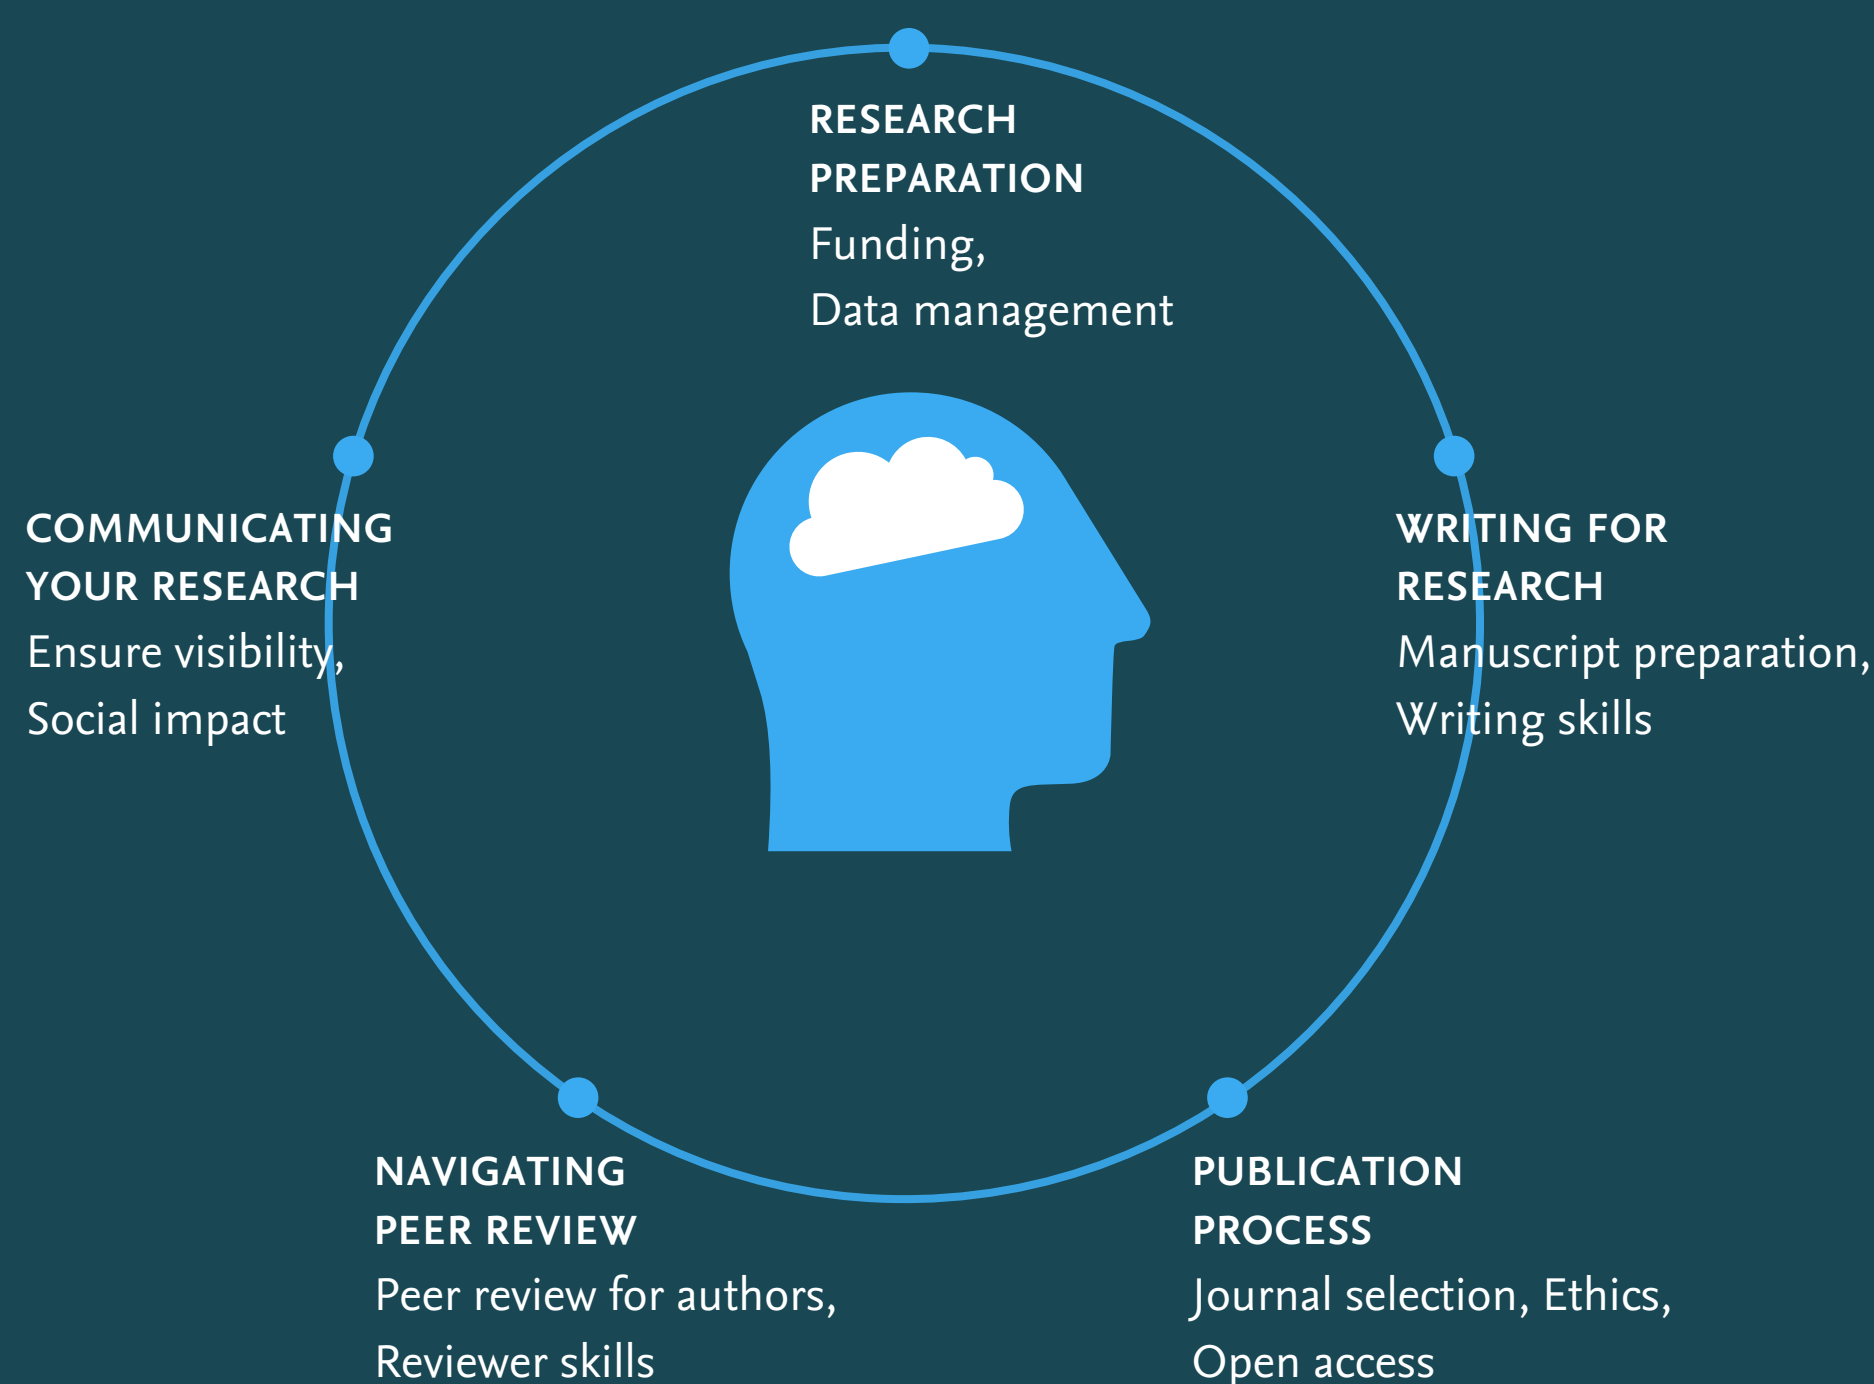 RESEARCH
PREPARATION
Funding,
Data management
COMMUNICATING
YOUR RESEARCH
Ensure visibility,
Social impact
WRITING FOR
RESEARCH
Manuscript preparation,
Writing skills
NAVIGATING
PEER REVIEW
Peer review for authors,
Reviewer skills
PUBLICATION
PROCESS
Journal selection, Ethics,
Open access